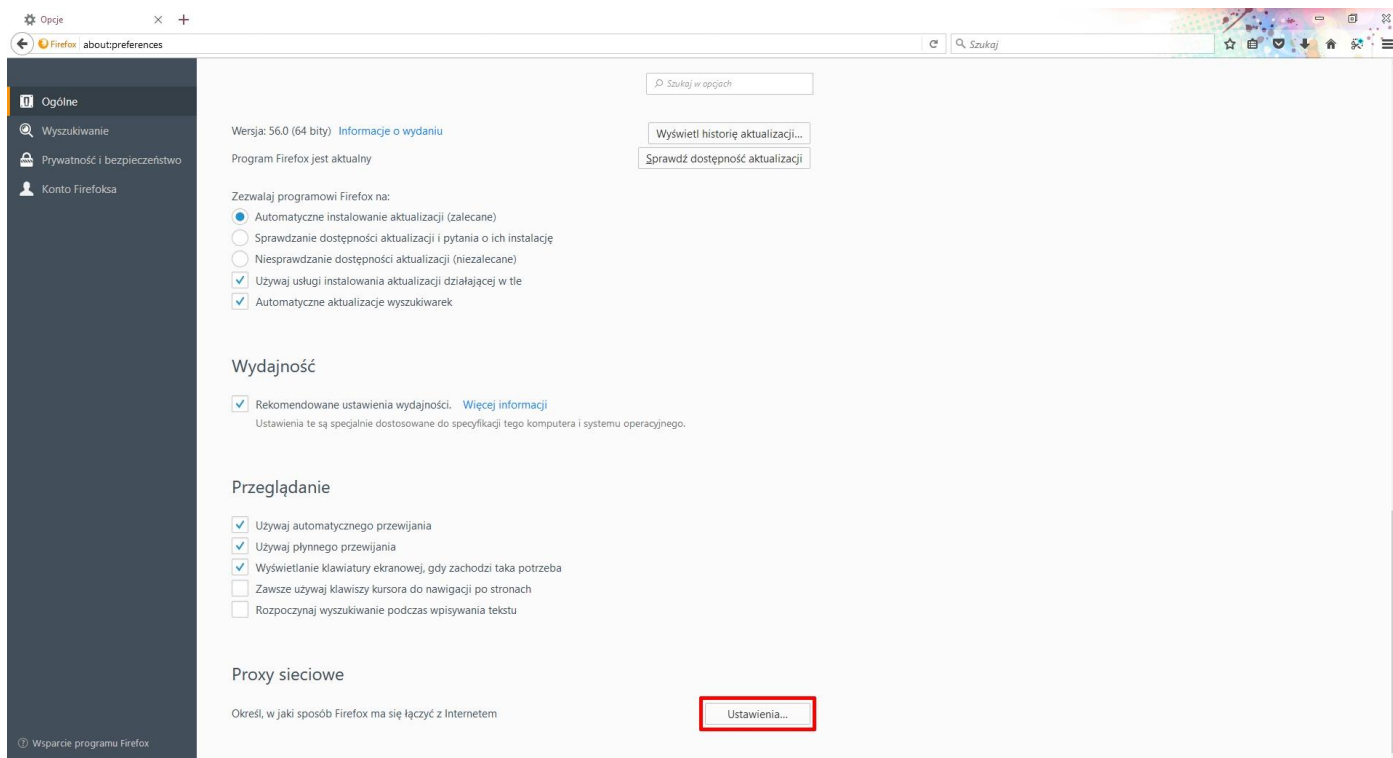 Opcje
Firefox about:preferences
Szukaj
Szukaj w opcjach
Ogólne
Wyszukiwanie
Prywatność i bezpieczeństwo
Konto Firefoksa
Wersja: 56.0 (64 bity) Informacje o wydaniu
Wyświetl historię aktualizacji...
Program Firefox jest aktualny
Sprawdź dostępność aktualizacji
Zezwalaj programowi Firefox na:
Automatyczne instalowanie aktualizacji (zalecane)
Sprawdzanie dostępności aktualizacji i pytania o ich instalację
Niesprawdzanie dostępności aktualizacji (niezalecane)
Używaj usługi instalowania aktualizacji działającej w tle
Automatyczne aktualizacje wyszukiwarek
Wydajność
Rekomendowane ustawienia wydajności. Więcej informacji
Ustawienia te są specjalnie dostosowane do specyfikacji tego komputera i systemu operacyjnego.
Przeglądanie
Używaj automatycznego przewijania
Używaj płynnego przewijania
Wyświetlanie klawiatury ekranowej, gdy zachodzi taka potrzeba
Zawsze używaj klawiszy kursora do nawigacji po stronach
Rozpoczynaj wyszukiwanie podczas wpisywania tekstu
Proxy sieciowe
Określ, w jaki sposób Firefox ma się łączyć z Internetem
Ustawienia...
Wsparcie programu Firefox